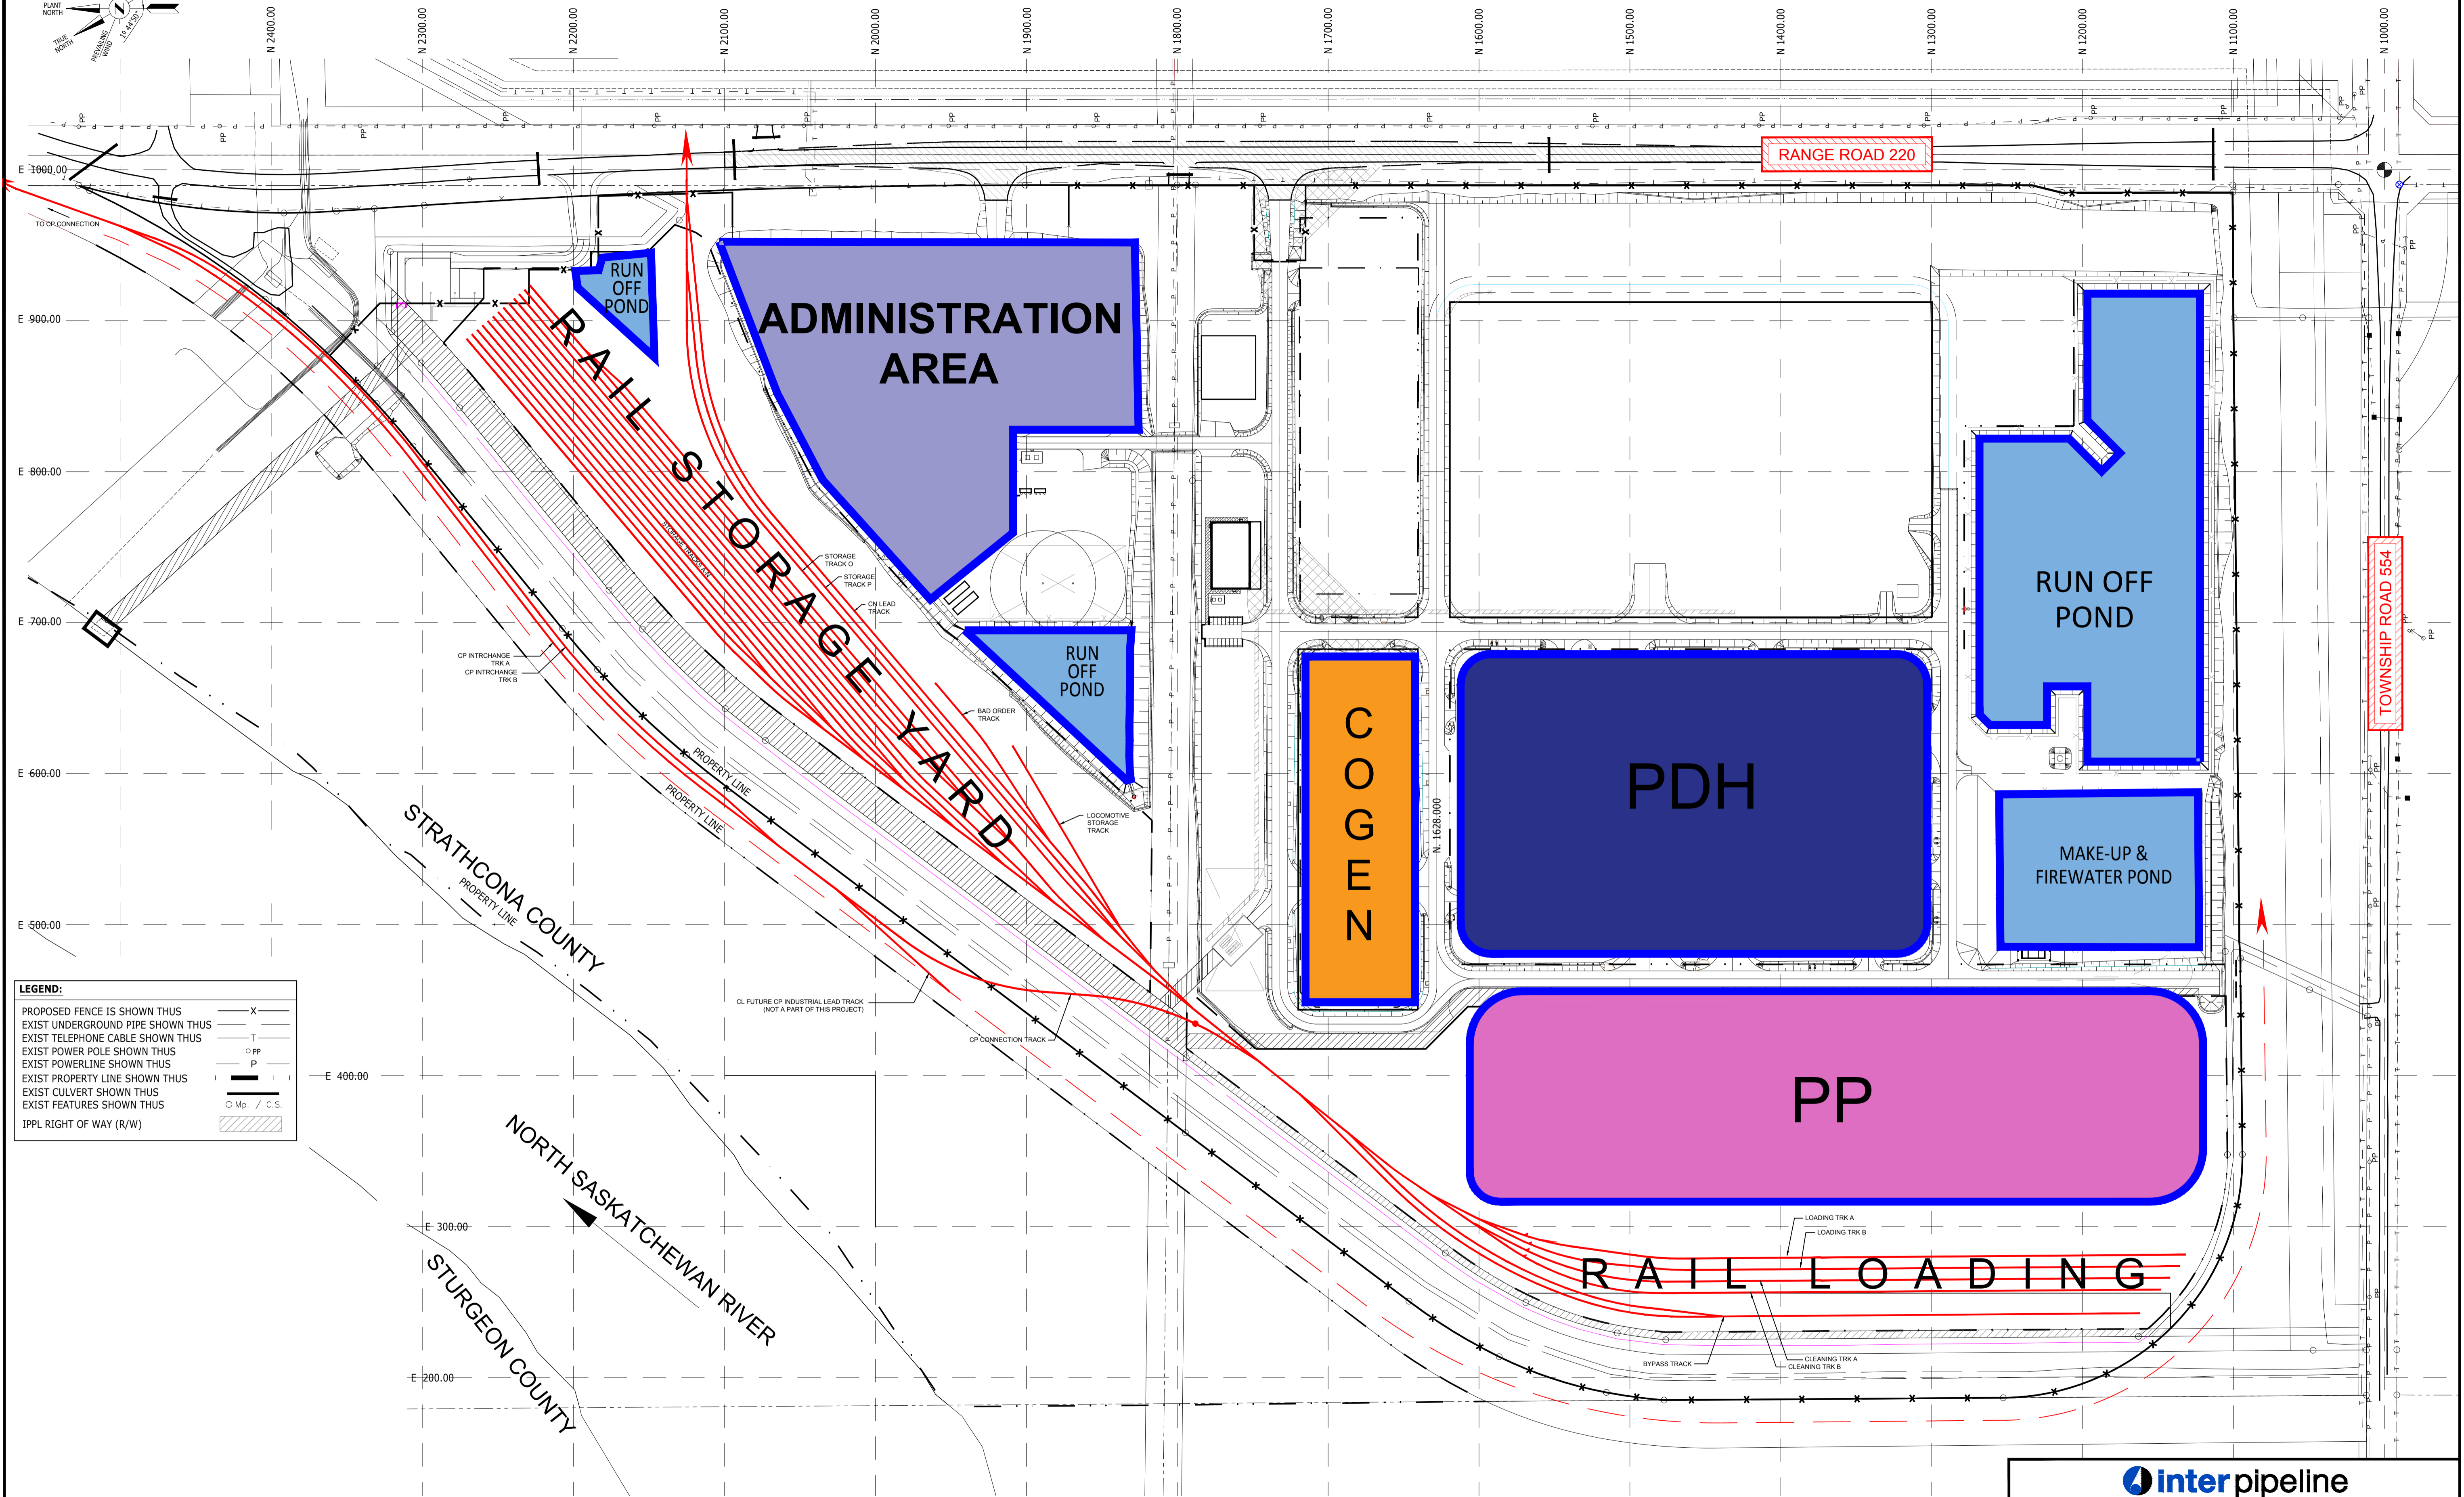 PLANT
NORTH
TRUE
NORTH
PREVAILING
WIND
1° 44'50"
N 2400.00
N 2300.00
N 2200.00
N 2100.00
N 2000.00
N 1900.00
N 1800.00
N 1700.00
N 1600.00
N 1500.00
N 1400.00
N 1300.00
N 1200.00
N 1100.00
N 1000.00
E 1000.00
E 900.00
E 800.00
E 700.00
E 600.00
E 500.00
E 400.00
E 300.00
E 200.00
RANGE ROAD 220
TOWNSHIP ROAD 554
TO CP CONNECTION
RUN
OFF
POND
ADMINISTRATION
AREA
RAIL STORAGE YARD
STORAGE
TRACK O
STORAGE
TRACK P
CN LEAD
TRACK
CP INTRCHANGE
TRK A
CP INTRCHANGE
TRK B
BAD ORDER
TRACK
RUN
OFF
POND
LOCOMOTIVE
STORAGE
TRACK
PROPERTY LINE
PROPERTY LINE
PROPERTY LINE
STRATHCONA COUNTY
NORTH SASKATCHEWAN RIVER
STURGEON COUNTY
CL FUTURE CP INDUSTRIAL LEAD TRACK
(NOT A PART OF THIS PROJECT)
CP CONNECTION TRACK
COGEN
N. 1628.000
PDH
RUN OFF
POND
MAKE-UP &
FIREWATER POND
PP
LOADING TRK A
LOADING TRK B
RAIL LOADING
BYPASS TRACK
CLEANING TRK A
CLEANING TRK B
LEGEND:
PROPOSED FENCE IS SHOWN THUS X
EXIST UNDERGROUND PIPE SHOWN THUS
EXIST TELEPHONE CABLE SHOWN THUS T
EXIST POWER POLE SHOWN THUS PP
EXIST POWERLINE SHOWN THUS P
EXIST PROPERTY LINE SHOWN THUS
EXIST CULVERT SHOWN THUS
EXIST FEATURES SHOWN THUS Mp. / C.S.
IPPL RIGHT OF WAY (R/W)
inter pipeline